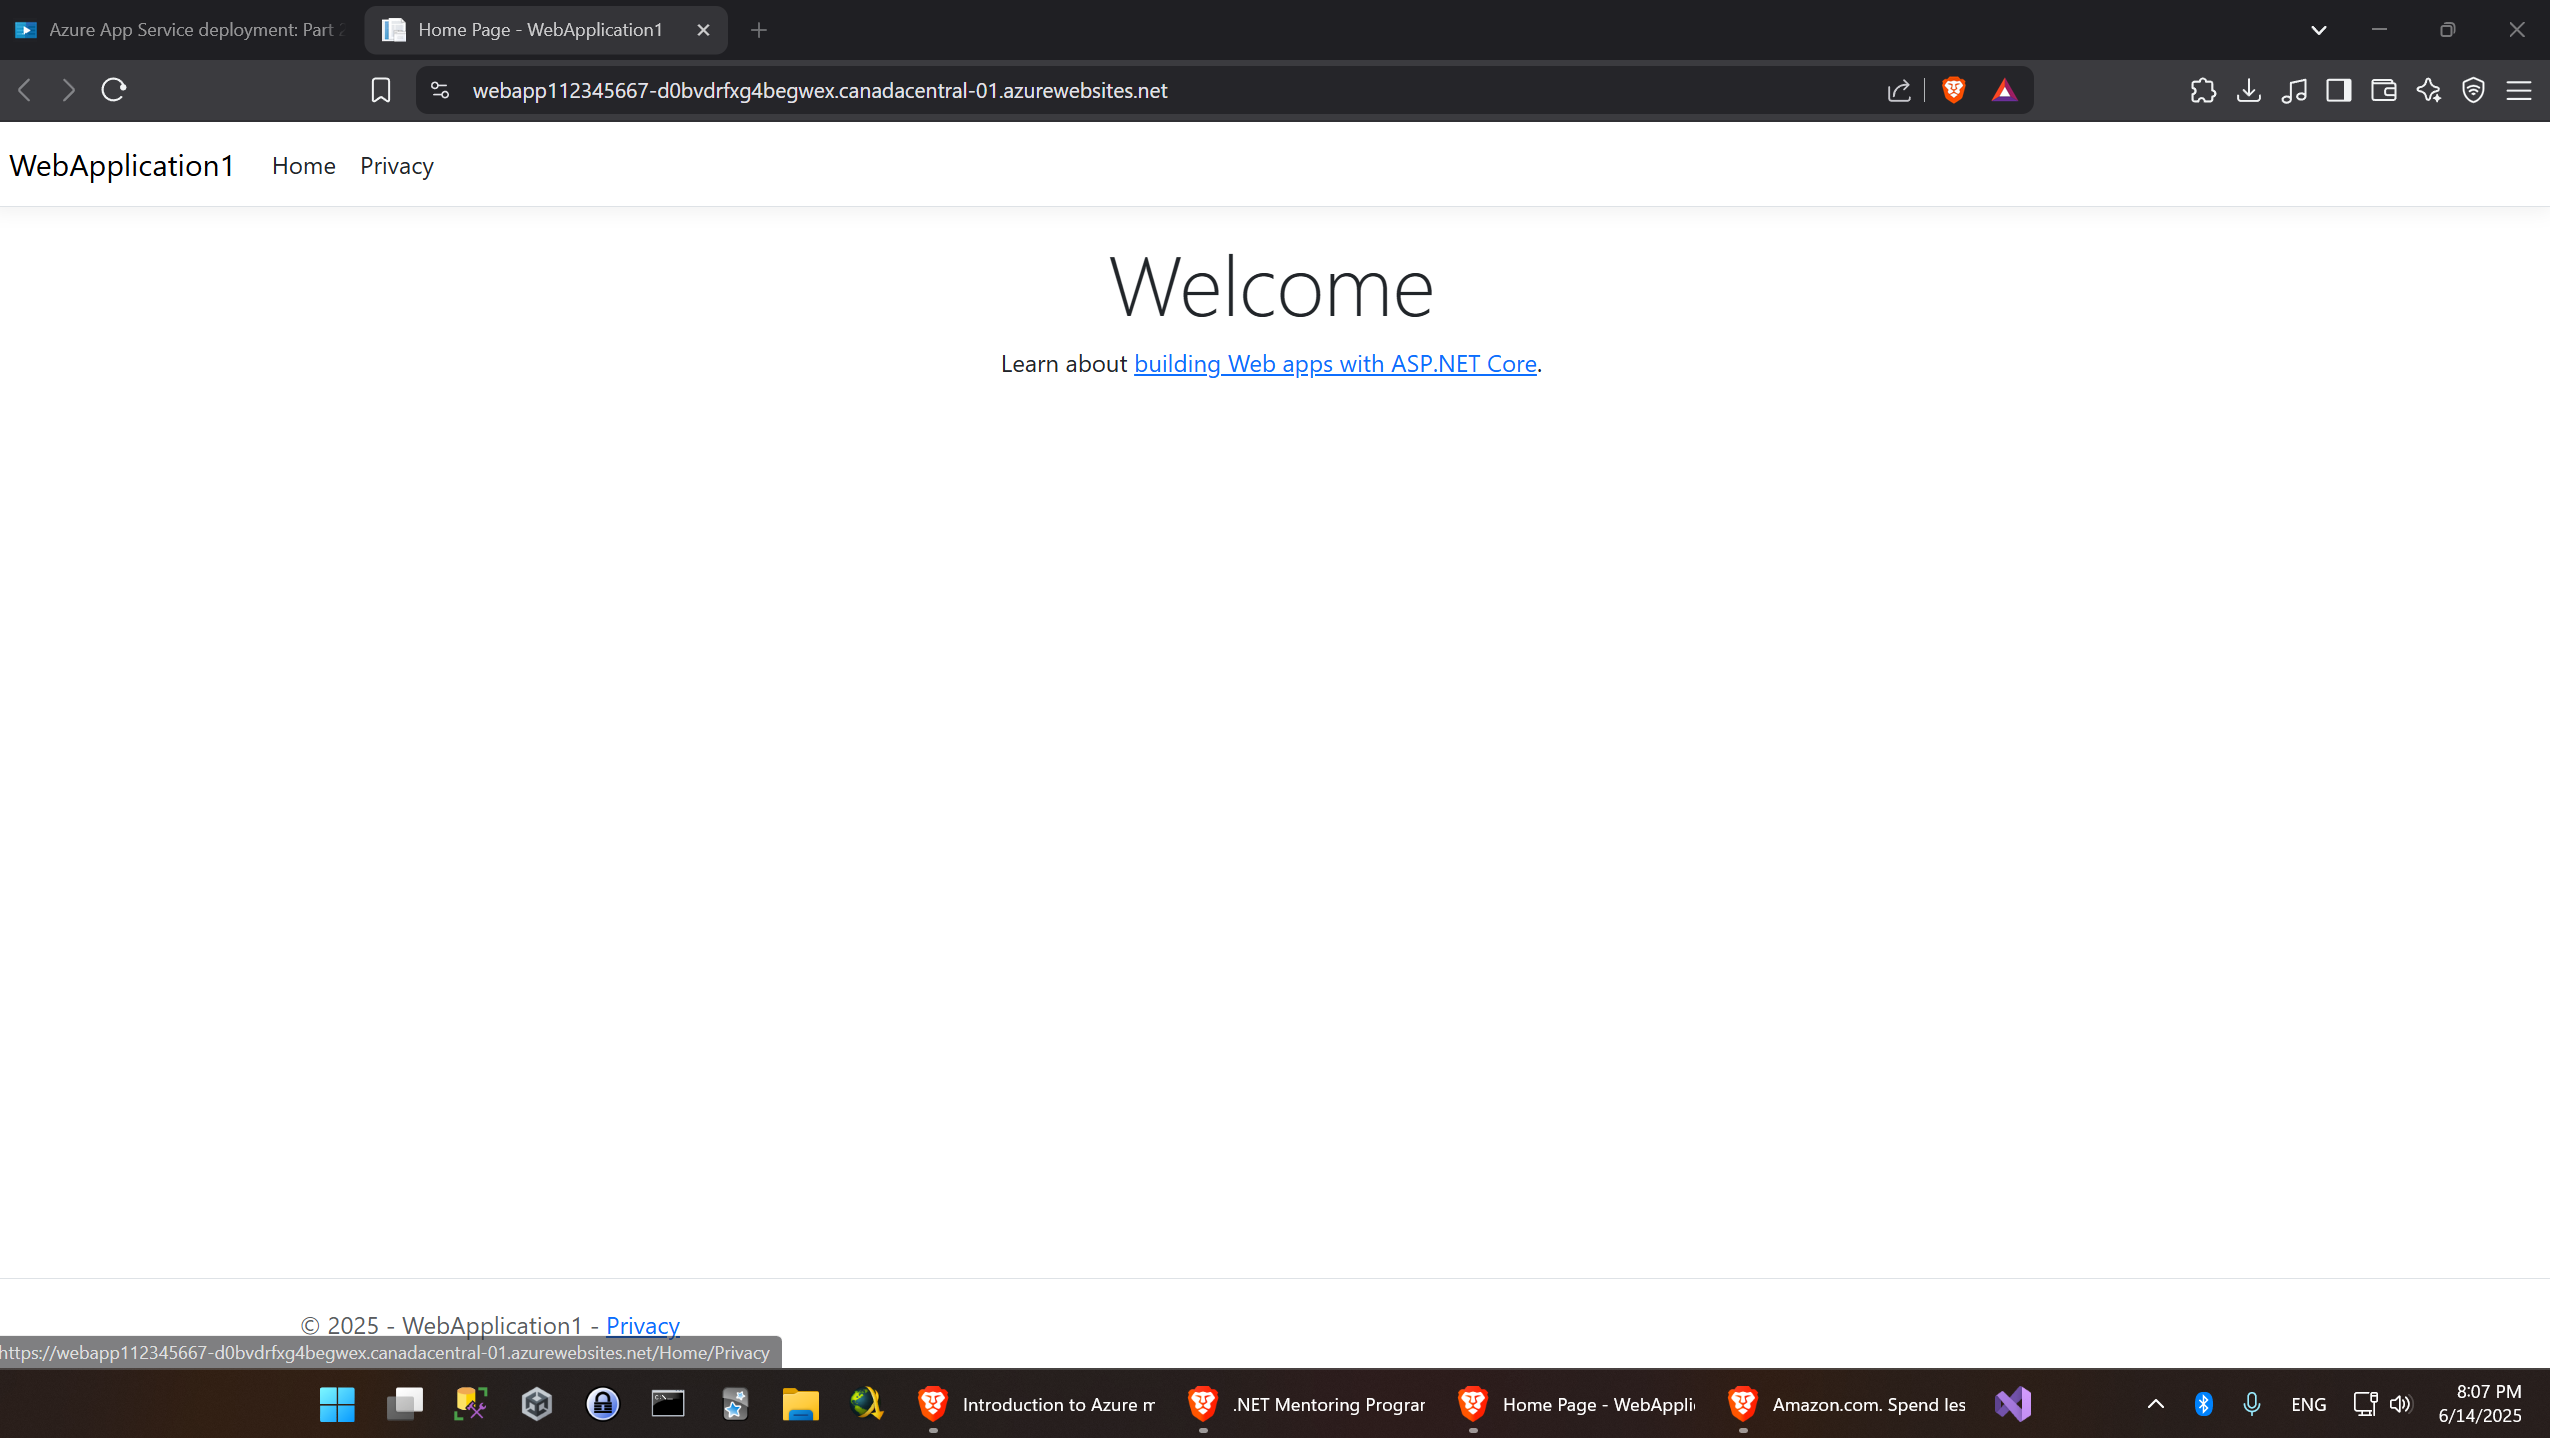 Azure App Service deployment: Part 2
Home Page - WebApplication1
webapp112345667-d0bvdrfxg4begwex.canadacentral-01.azurewebsites.net
WebApplication1 Home Privacy
Welcome
Learn about building Web apps with ASP.NET Core.
© 2025 - WebApplication1 - Privacy
https://webapp112345667-d0bvdrfxg4begwex.canadacentral-01.azurewebsites.net/Home/Privacy
Introduction to Azure m
.NET Mentoring Prograr
Home Page - WebAppli
Amazon.com. Spend les
ENG
8:07 PM
6/14/2025